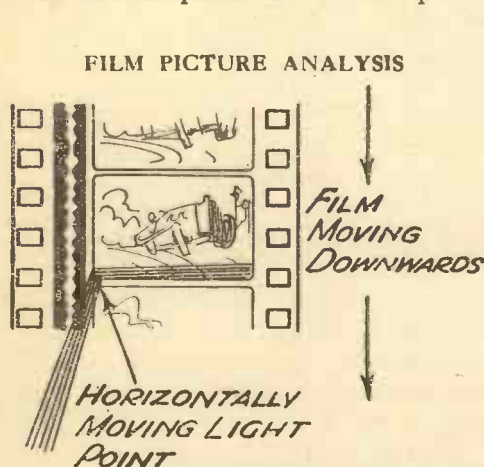 FILM PICTURE ANALYSIS
FILM
MOVING
DOWNWARDS
HORIZONTALLY
MOVING LIGHT
POINT